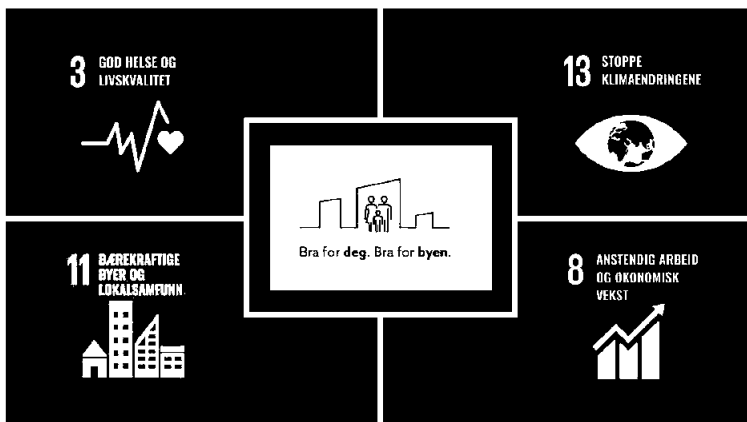 3 GOD HELSE OG
LIVSKVALITET
13 STOPPE
KLIMAENDRINGENE
Bra for deg. Bra for byen.
11 BÆREKRAFTIGE
BYER OG
LOKALSAMFUNN
8 ANSTENDIG ARBEID
OG ØKONOMISK
VEKST